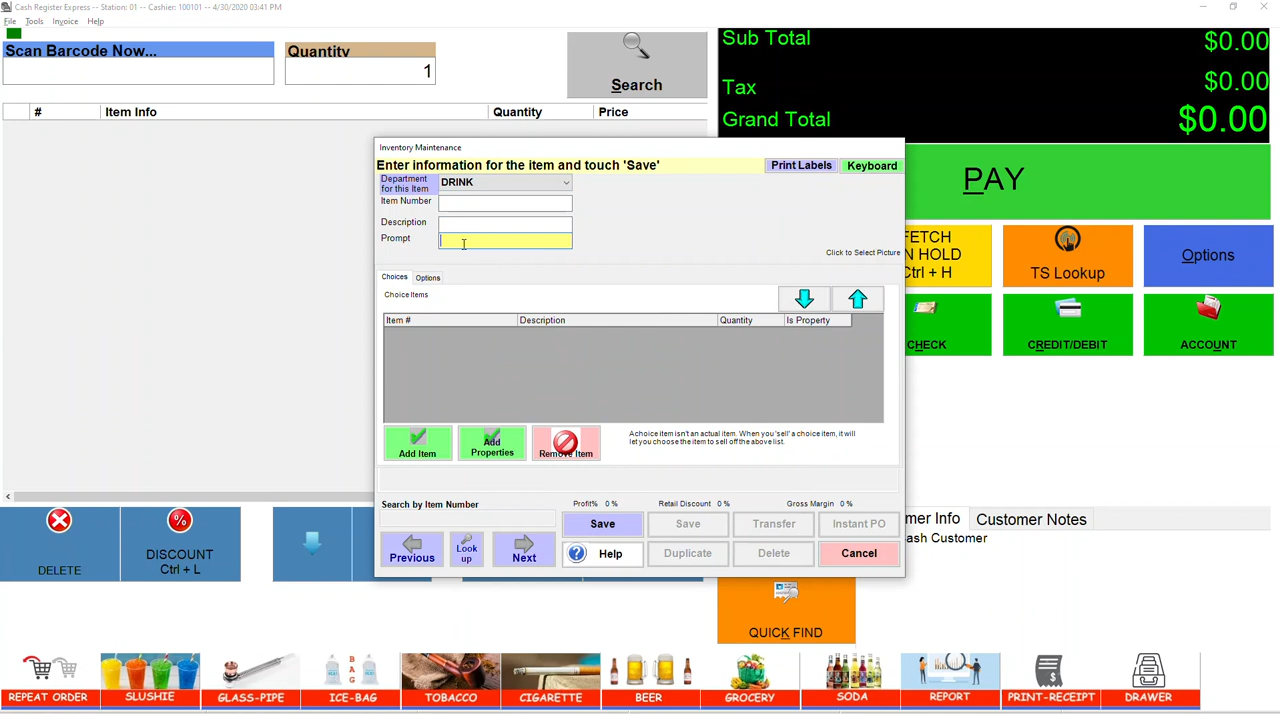 Cash Register Express -- Station: 01 -- Cashier: 100101 -- 4/30/2020 03:41 PM
File Tools Invoice Help
Scan Barcode Now...
Quantity
1
Search
# Item Info Quantity Price
Sub Total $0.00
Tax $0.00
Grand Total $0.00
PAY
Inventory Maintenance
Enter information for the item and touch 'Save'
Print Labels
Keyboard
Department
for this Item
DRINK
Item Number
Description
Prompt
Click to Select Picture
Choices Options
Choice Items
Item # Description Quantity Is Property
Add Item
Add
Properties
Remove Item
A choice item isn't an actual item. When you 'sell' a choice item, it will
let you choose the item to sell off the above list.
Search by Item Number
Profit% 0 %
Retail Discount 0 %
Gross Margin 0 %
Save
Save
Transfer
Instant PO
Previous
Look
up
Next
Help
Duplicate
Delete
Cancel
FETCH
N HOLD
Ctrl + H
TS Lookup
Options
CHECK
CREDIT/DEBIT
ACCOUNT
DELETE
DISCOUNT
Ctrl + L
mer Info
Customer Notes
ash Customer
QUICK FIND
REPEAT ORDER
SLUSHIE
GLASS-PIPE
BAG
ICE-BAG
TOBACCO
CIGARETTE
BEER
GROCERY
SODA
REPORT
PRINT-RECEIPT
DRAWER